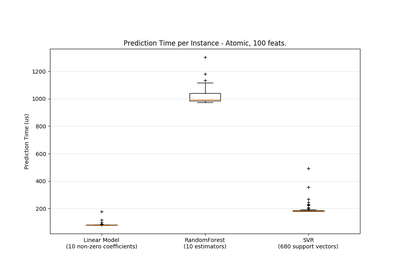 Prediction Time per Instance - Atomic, 100 feats.
Prediction Time (us)
1200
1000
800
600
400
200
Linear Model
(10 non-zero coefficients)
RandomForest
(10 estimators)
SVR
(680 support vectors)